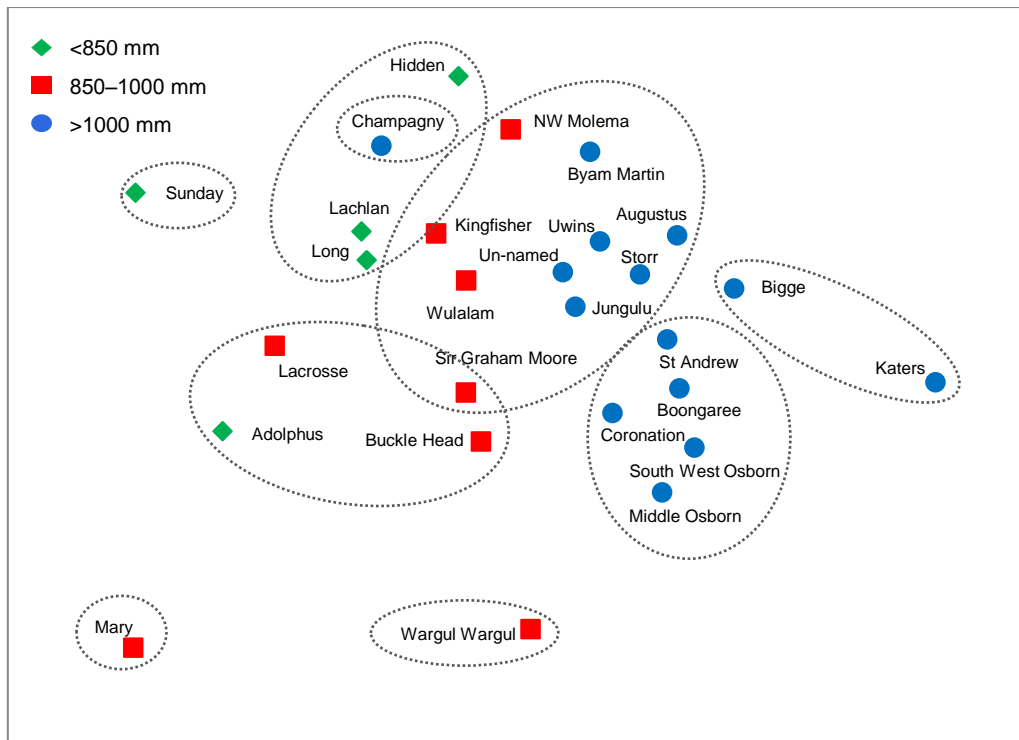 <850 mm
850–1000 mm
>1000 mm
Hidden
Champagny
NW Molema
Byam Martin
Sunday
Lachlan
Kingfisher
Uwins
Augustus
Long
Un-named
Storr
Bigge
Wulalam
Jungulu
Sir Graham Moore
St Andrew
Lacrosse
Katers
Boongaree
Adolphus
Buckle Head
Coronation
South West Osborn
Middle Osborn
Mary
Wargul Wargul